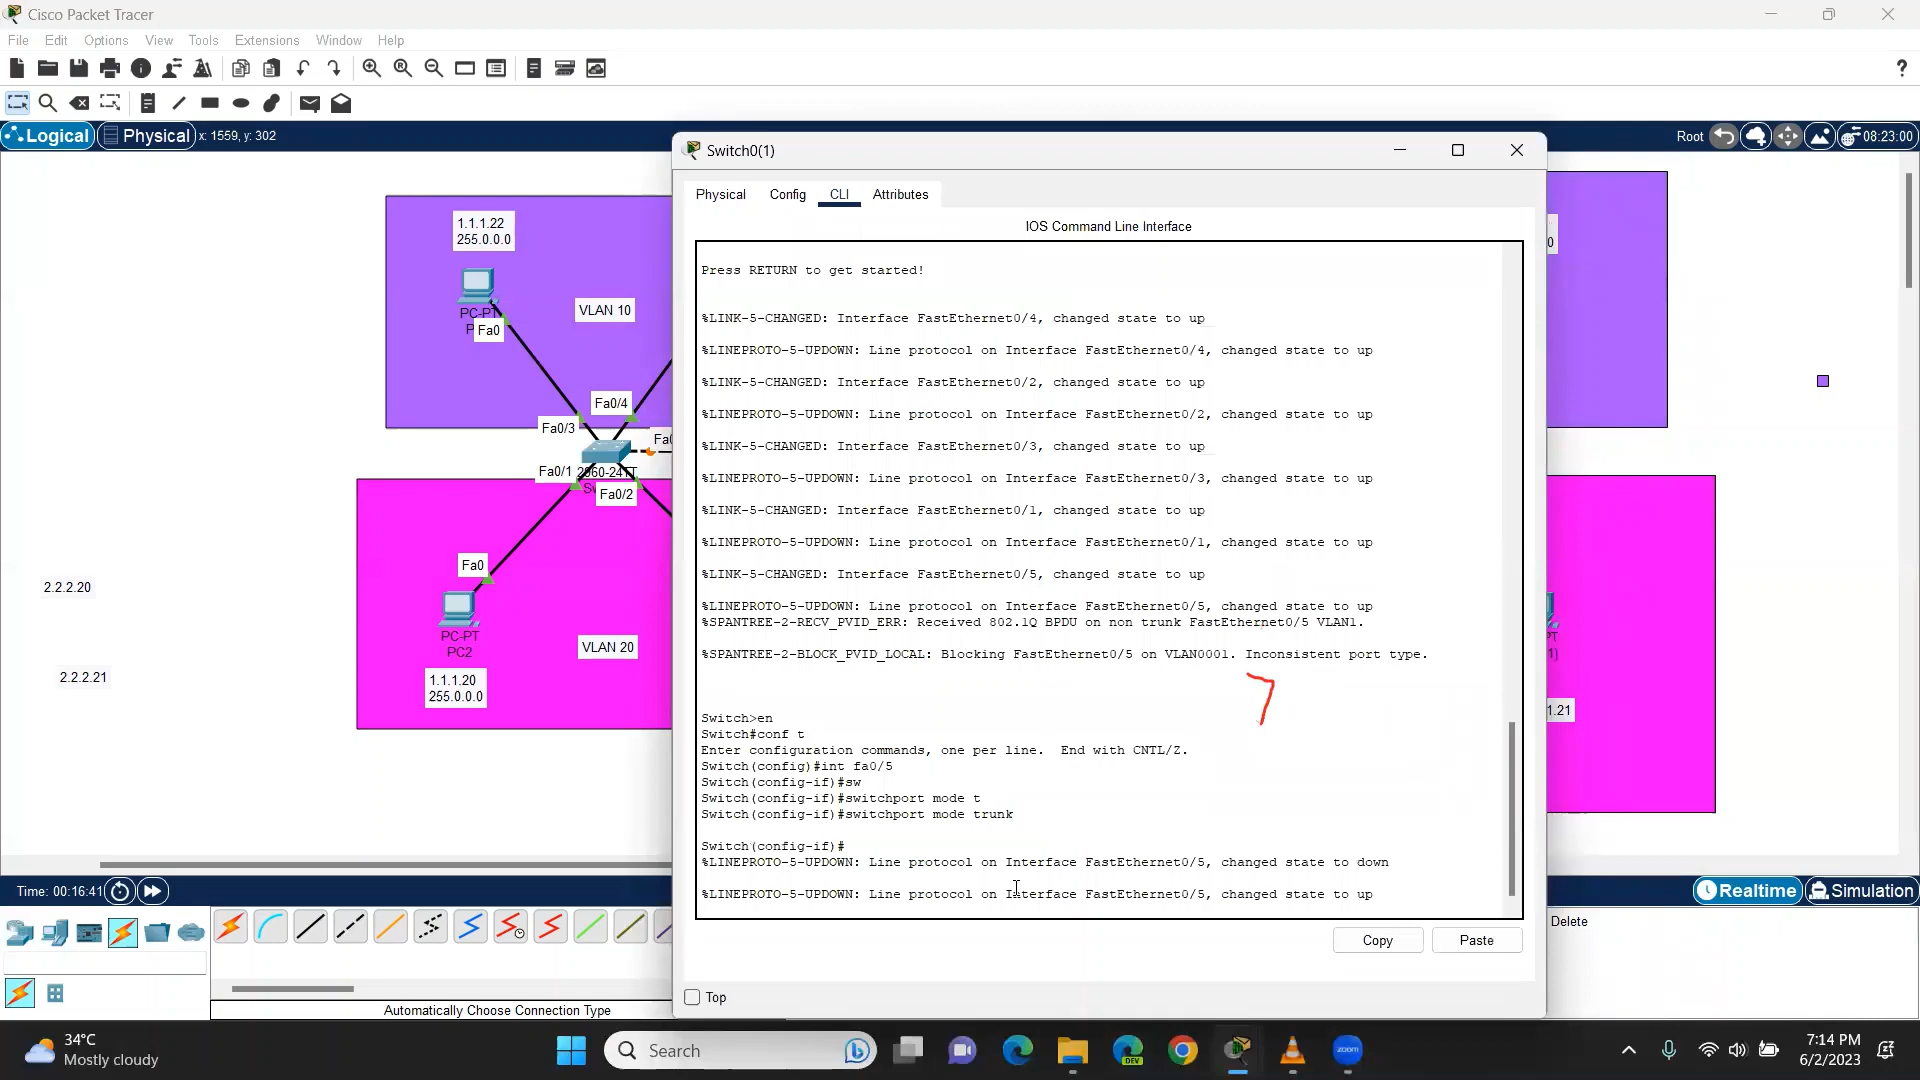 Cisco Packet Tracer
File Edit Options View Tools Extensions Window Help
Logical Physical x: 1559, y: 302
Root 08:23:00
1.1.1.22
255.0.0.0
PC-PT
Fa0
VLAN 10
Fa0/4
Fa0/3
Fa0/1 2960-24TT
Fa0/2
Fa0
2.2.2.20
PC-PT
PC2
VLAN 20
2.2.2.21
1.1.1.20
255.0.0.0
Switch0(1)
Physical Config CLI Attributes
IOS Command Line Interface
Press RETURN to get started!
%LINK-5-CHANGED: Interface FastEthernet0/4, changed state to up
%LINEPROTO-5-UPDOWN: Line protocol on Interface FastEthernet0/4, changed state to up
%LINK-5-CHANGED: Interface FastEthernet0/2, changed state to up
%LINEPROTO-5-UPDOWN: Line protocol on Interface FastEthernet0/2, changed state to up
%LINK-5-CHANGED: Interface FastEthernet0/3, changed state to up
%LINEPROTO-5-UPDOWN: Line protocol on Interface FastEthernet0/3, changed state to up
%LINK-5-CHANGED: Interface FastEthernet0/1, changed state to up
%LINEPROTO-5-UPDOWN: Line protocol on Interface FastEthernet0/1, changed state to up
%LINK-5-CHANGED: Interface FastEthernet0/5, changed state to up
%LINEPROTO-5-UPDOWN: Line protocol on Interface FastEthernet0/5, changed state to up
%SPANTREE-2-RECV_PVID_ERR: Received 802.1Q BPDU on non trunk FastEthernet0/5 VLAN1.
%SPANTREE-2-BLOCK_PVID_LOCAL: Blocking FastEthernet0/5 on VLAN0001. Inconsistent port type.
Switch>en
Switch#conf t
Enter configuration commands, one per line. End with CNTL/Z.
Switch(config)#int fa0/5
Switch(config-if)#sw
Switch(config-if)#switchport mode t
Switch(config-if)#switchport mode trunk
Switch(config-if)#
%LINEPROTO-5-UPDOWN: Line protocol on Interface FastEthernet0/5, changed state to down
%LINEPROTO-5-UPDOWN: Line protocol on Interface FastEthernet0/5, changed state to up
Copy Paste
Top
1.21
Time: 00:16:41
Realtime Simulation
Delete
Automatically Choose Connection Type
34°C
Mostly cloudy
Search
DEV
zoom
7:14 PM
6/2/2023